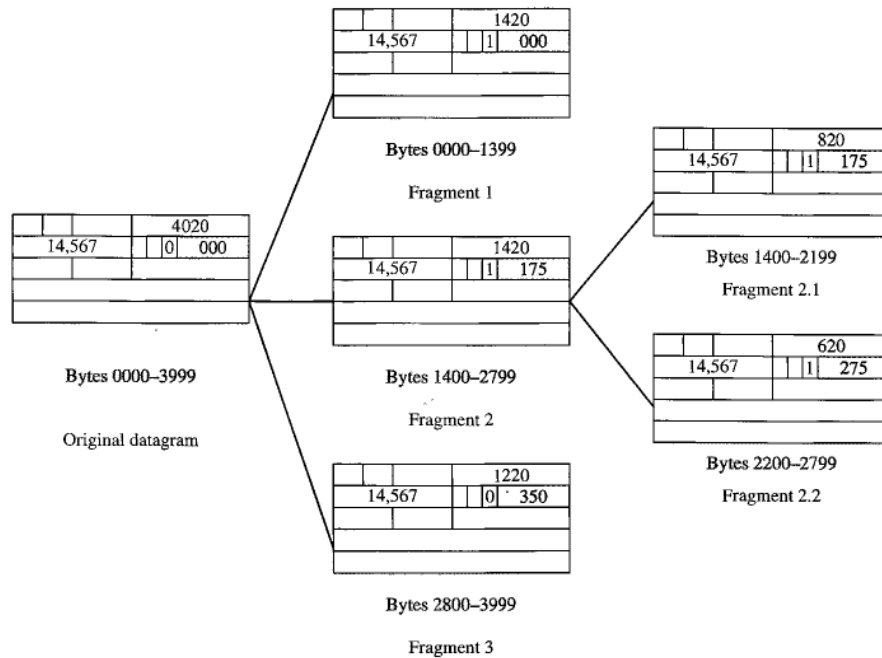 4020
14,567 0 000
Bytes 0000–3999
Original datagram
1420
14,567 1 000
Bytes 0000–1399
Fragment 1
1420
14,567 1 175
Bytes 1400–2799
Fragment 2
1220
14,567 0 350
Bytes 2800–3999
Fragment 3
820
14,567 1 175
Bytes 1400–2199
Fragment 2.1
620
14,567 1 275
Bytes 2200–2799
Fragment 2.2